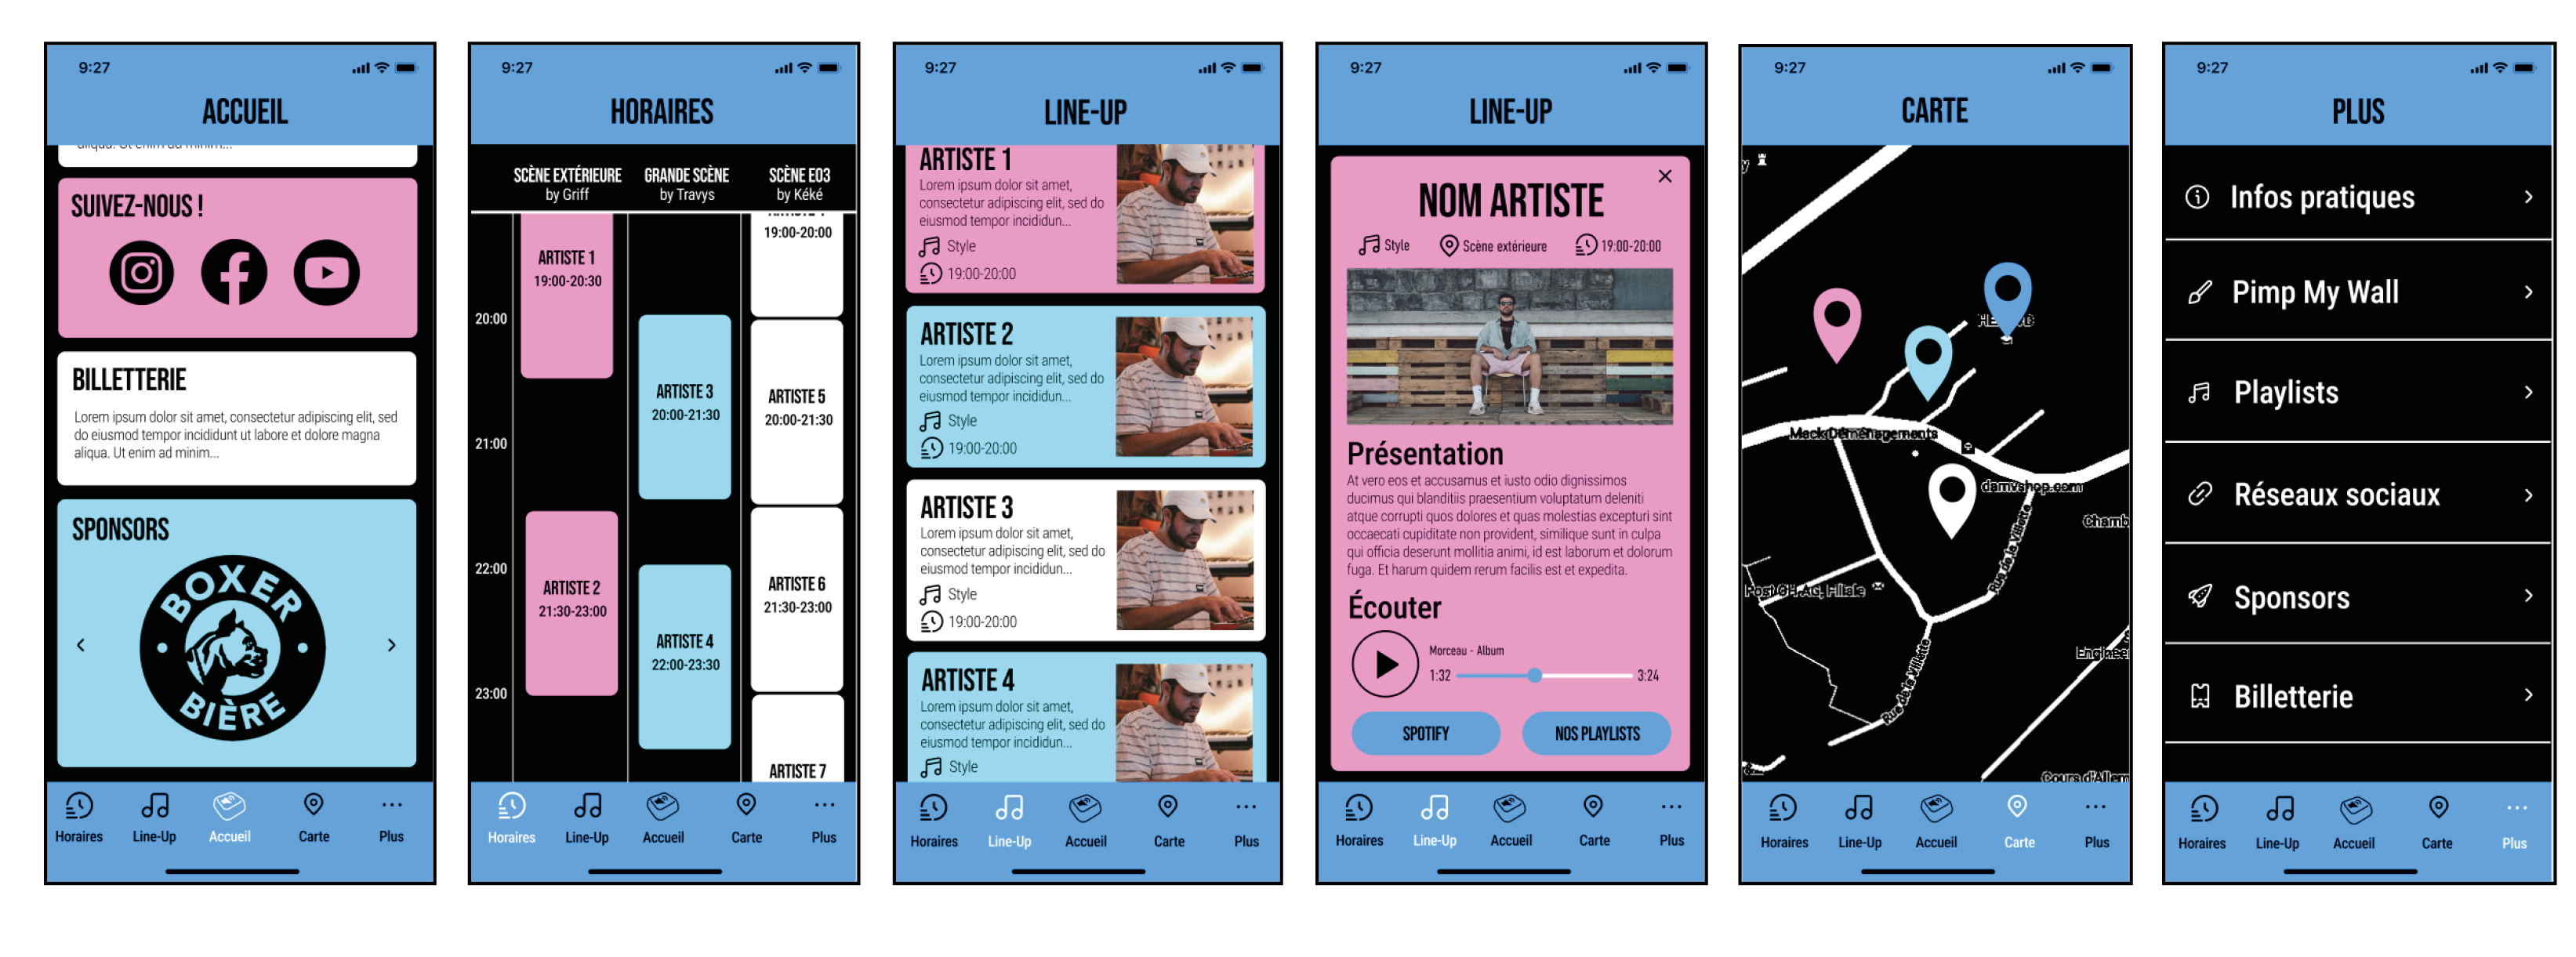 9:27
ACCUEIL
aliqua. Ut enim ad minim...
SUIVEZ-NOUS !
BILLETTERIE
Lorem ipsum dolor sit amet, consectetur adipiscing elit, sed
do eiusmod tempor incididunt ut labore et dolore magna
aliqua. Ut enim ad minim...
SPONSORS
BOXER
BIÈRE
Horaires Line-Up Accueil Carte Plus
9:27
HORAIRES
SCÈNE EXTÉRIEURE GRANDE SCÈNE SCÈNE EO3
by Griff by Travys by Kéké
19:00-20:00
ARTISTE 1
19:00-20:30
20:00
ARTISTE 3 ARTISTE 5
20:00-21:30 20:00-21:30
21:00
22:00
ARTISTE 2 ARTISTE 6
21:30-23:00 21:30-23:00
ARTISTE 4
22:00-23:30
23:00
ARTISTE 7
Horaires Line-Up Accueil Carte Plus
9:27
LINE-UP
ARTISTE 1
Lorem ipsum dolor sit amet,
consectetur adipiscing elit, sed do
eiusmod tempor incididun...
Style
19:00-20:00
ARTISTE 2
Lorem ipsum dolor sit amet,
consectetur adipiscing elit, sed do
eiusmod tempor incididun...
Style
19:00-20:00
ARTISTE 3
Lorem ipsum dolor sit amet,
consectetur adipiscing elit, sed do
eiusmod tempor incididun...
Style
19:00-20:00
ARTISTE 4
Lorem ipsum dolor sit amet,
consectetur adipiscing elit, sed do
eiusmod tempor incididun...
Style
Horaires Line-Up Accueil Carte Plus
9:27
LINE-UP
NOM ARTISTE
Style Scène extérieure 19:00-20:00
Présentation
At vero eos et accusamus et iusto odio dignissimos
ducimus qui blanditiis praesentium voluptatum deleniti
atque corrupti quos dolores et quas molestias excepturi sint
occaecati cupiditate non provident, similique sunt in culpa
qui officia deserunt mollitia animi, id est laborum et dolorum
fuga. Et harum quidem rerum facilis est et expedita.
Écouter
Morceau - Album
1:32 3:24
SPOTIFY NOS PLAYLISTS
Horaires Line-Up Accueil Carte Plus
9:27
CARTE
Mack Déménagements
damvshop.com
Chamb
Rue de la Villette
Post CH AG, Filiale
Enginee
Rue de la Villette
Cours d'Allem
Horaires Line-Up Accueil Carte Plus
9:27
PLUS
Infos pratiques
Pimp My Wall
Playlists
Réseaux sociaux
Sponsors
Billetterie
Horaires Line-Up Accueil Carte Plus